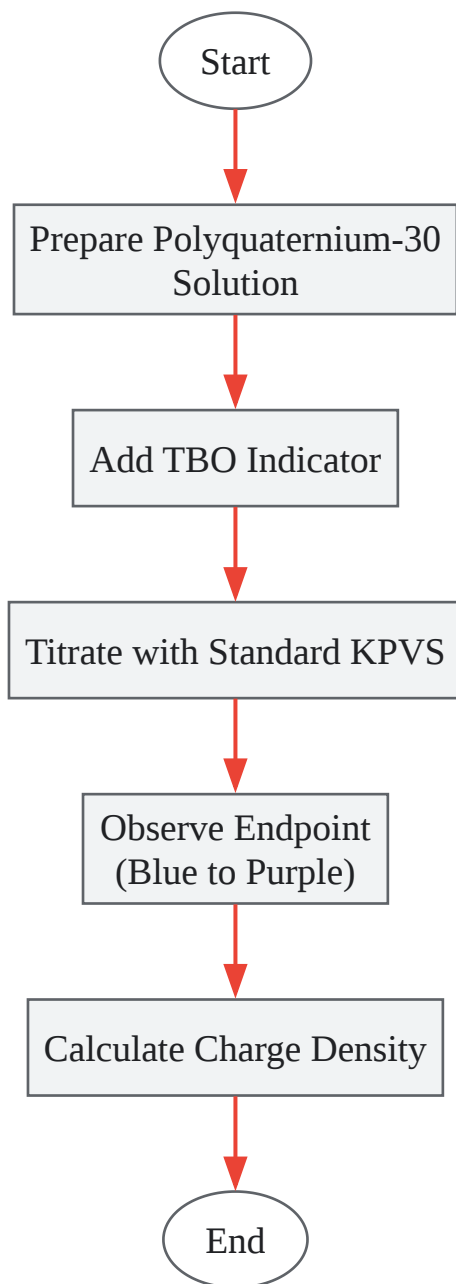 Start
Prepare Polyquaternium-30
Solution
Add TBO Indicator
Titrate with Standard KPVS
Observe Endpoint
(Blue to Purple)
Calculate Charge Density
End